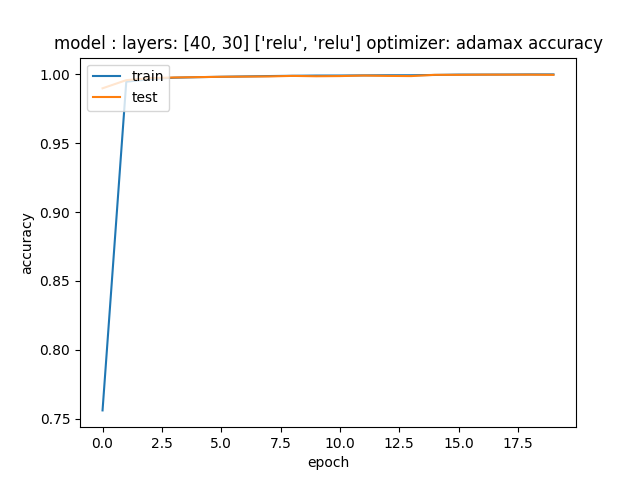 model : layers: [40, 30] ['relu', 'relu'] optimizer: adamax accuracy
1.00
0.95
0.90
0.85
0.80
0.75
accuracy
train
test
0.0 2.5 5.0 7.5 10.0 12.5 15.0 17.5
epoch